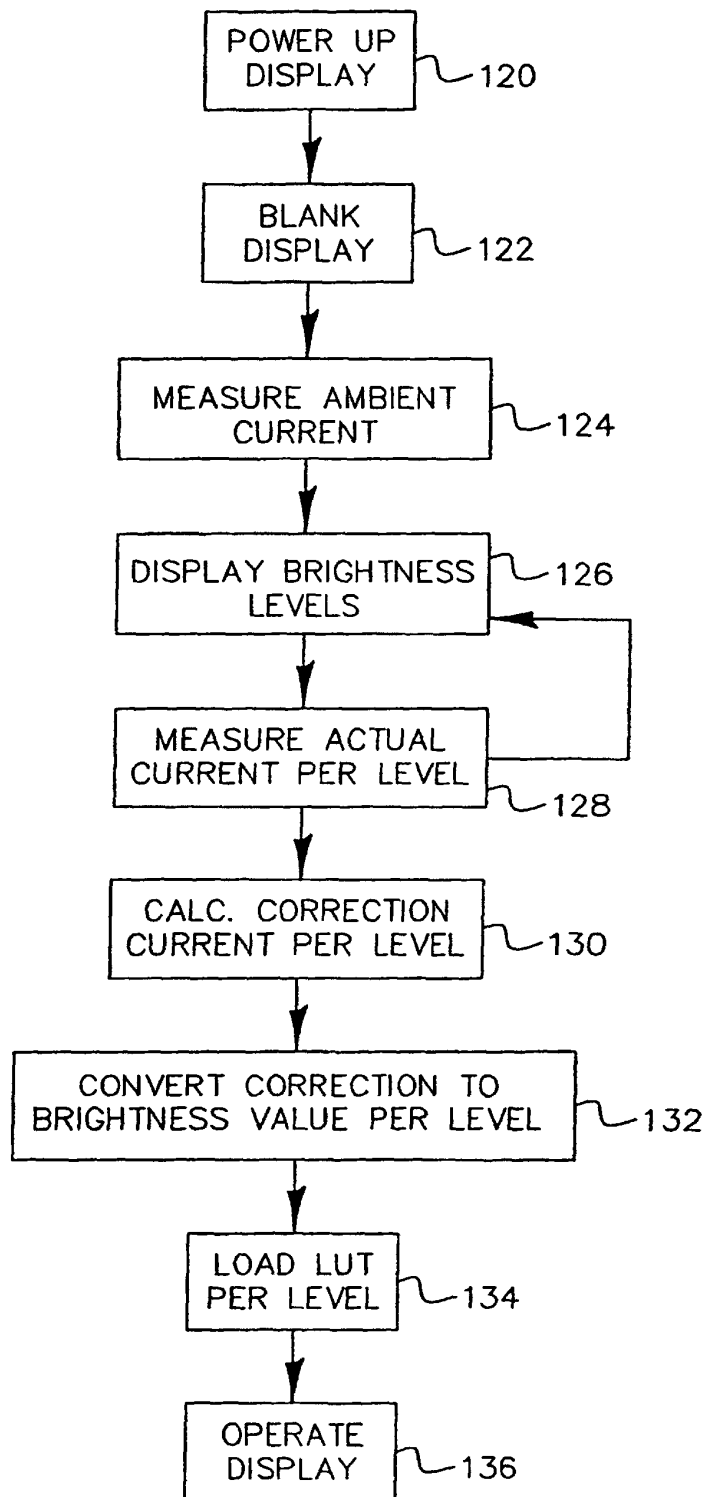 POWER UP
DISPLAY
120
BLANK
DISPLAY
122
MEASURE AMBIENT
CURRENT
124
DISPLAY BRIGHTNESS
LEVELS
126
MEASURE ACTUAL
CURRENT PER LEVEL
128
CALC. CORRECTION
CURRENT PER LEVEL
130
CONVERT CORRECTION TO
BRIGHTNESS VALUE PER LEVEL
132
LOAD LUT
PER LEVEL
134
OPERATE
DISPLAY
136